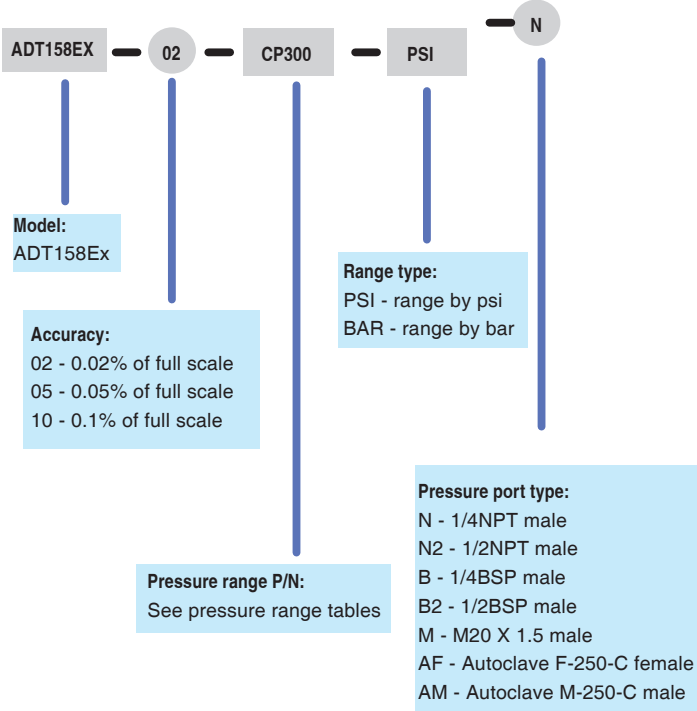 ADT158EX — 02 — CP300 — PSI — N
Model:
ADT158Ex
Accuracy:
02 - 0.02% of full scale
05 - 0.05% of full scale
10 - 0.1% of full scale
Pressure range P/N:
See pressure range tables
Range type:
PSI - range by psi
BAR - range by bar
Pressure port type:
N - 1/4NPT male
N2 - 1/2NPT male
B - 1/4BSP male
B2 - 1/2BSP male
M - M20 X 1.5 male
AF - Autoclave F-250-C female
AM - Autoclave M-250-C male